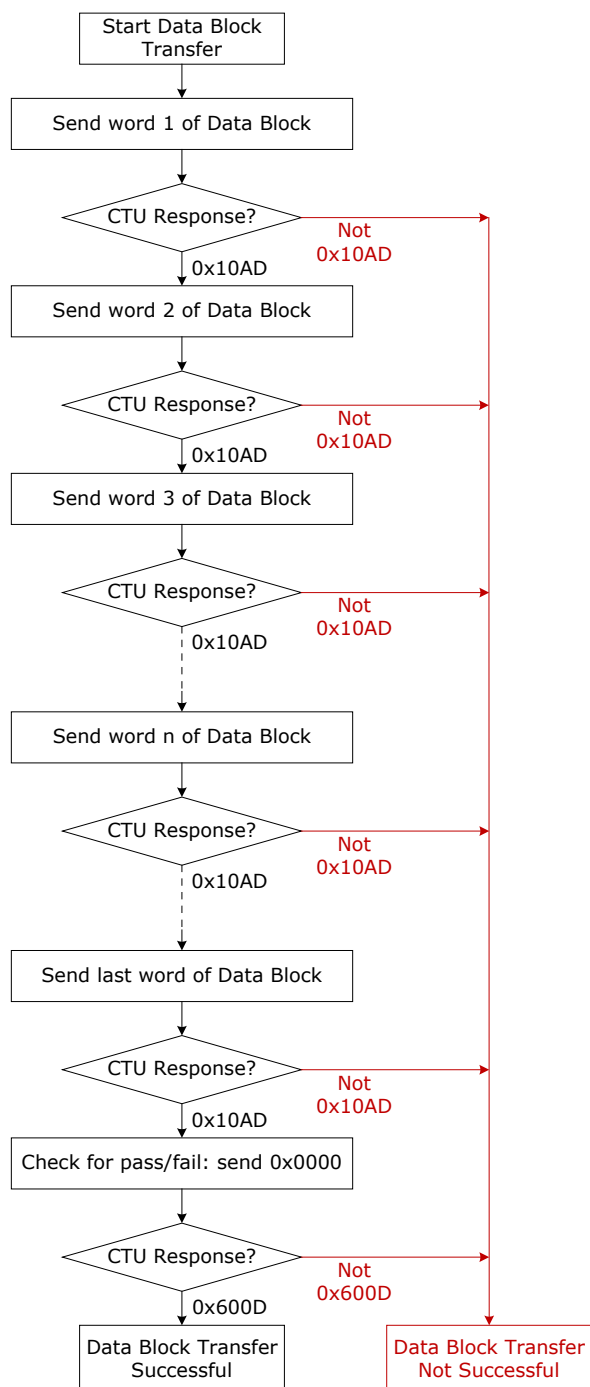 Start Data Block
Transfer
Send word 1 of Data Block
CTU Response?
Not
0x10AD
0x10AD
Send word 2 of Data Block
CTU Response?
Not
0x10AD
0x10AD
Send word 3 of Data Block
CTU Response?
Not
0x10AD
0x10AD
Send word n of Data Block
CTU Response?
Not
0x10AD
0x10AD
Send last word of Data Block
CTU Response?
Not
0x10AD
0x10AD
Check for pass/fail: send 0x0000
CTU Response?
Not
0x600D
0x600D
Data Block Transfer
Successful
Data Block Transfer
Not Successful